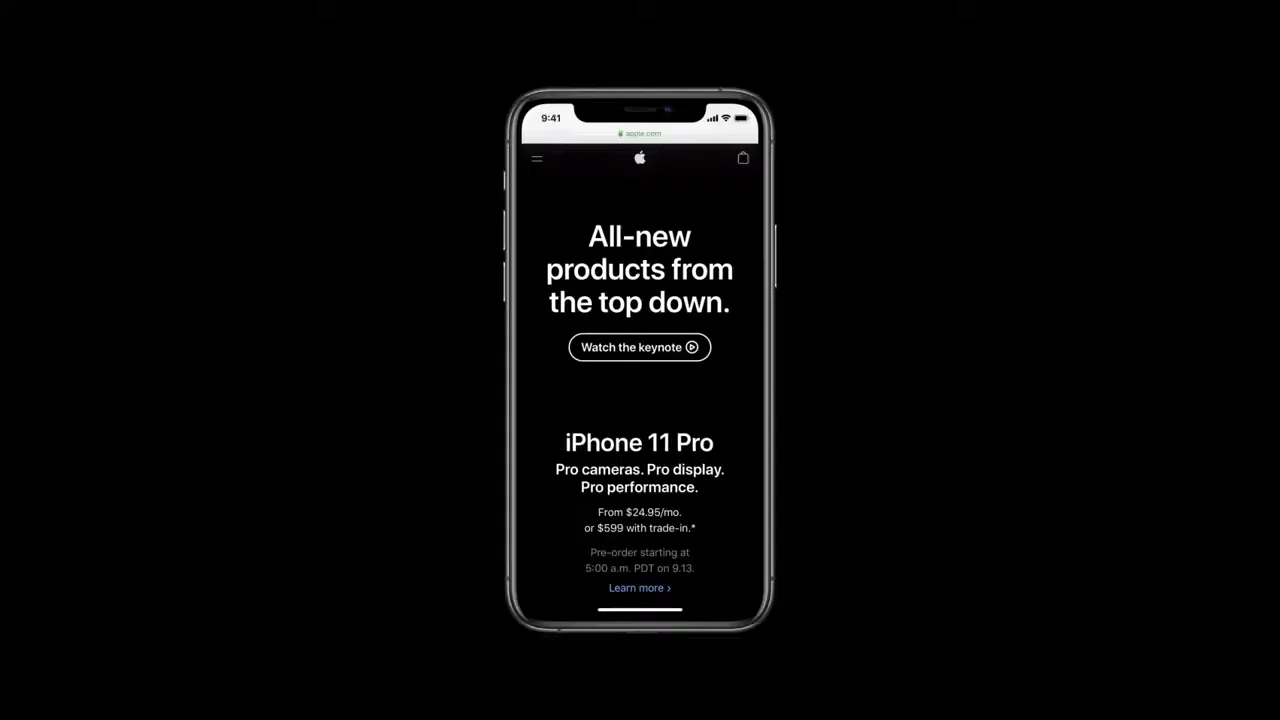 9:41
apple.com
All-new
products from
the top down.
Watch the keynote
iPhone 11 Pro
Pro cameras. Pro display.
Pro performance.
From $24.95/mo.
or $599 with trade-in.*
Pre-order starting at
5:00 a.m. PDT on 9.13.
Learn more ›